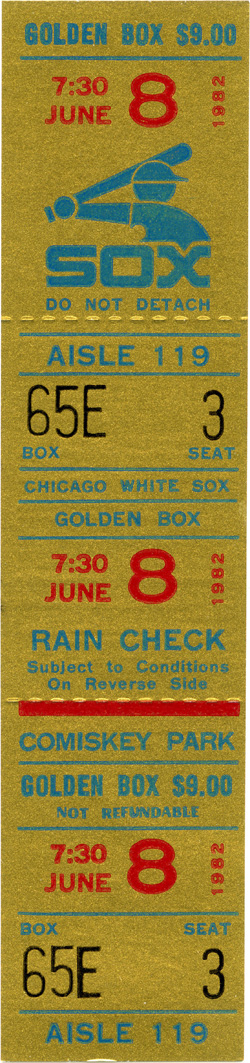 GOLDEN BOX $9.00
7:30 JUNE 8 1982
SOX
DO NOT DETACH
AISLE 119
65E 3
BOX SEAT
CHICAGO WHITE SOX
GOLDEN BOX
7:30 JUNE 8 1982
RAIN CHECK
Subject to Conditions
On Reverse Side
COMISKEY PARK
GOLDEN BOX $9.00
NOT REFUNDABLE
7:30 JUNE 8 1982
BOX SEAT
65E 3
AISLE 119